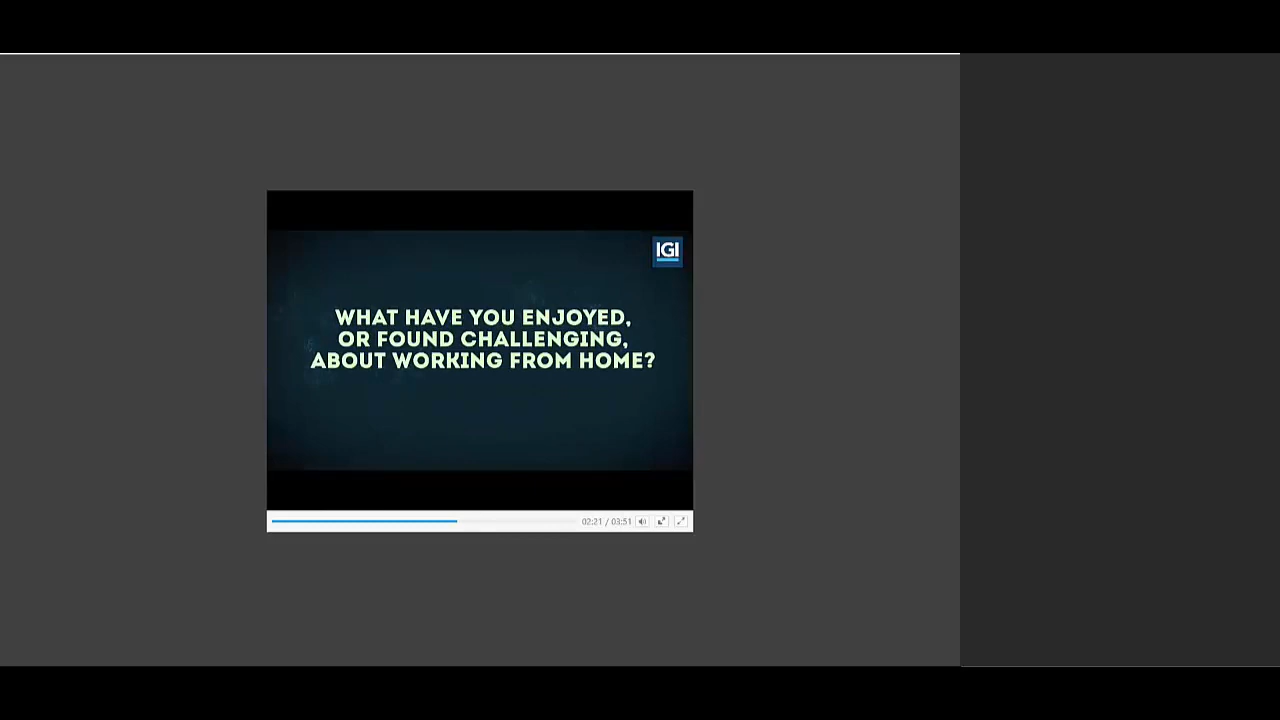 IGI
WHAT HAVE YOU ENJOYED,
OR FOUND CHALLENGING,
ABOUT WORKING FROM HOME?
02:21 / 03:51